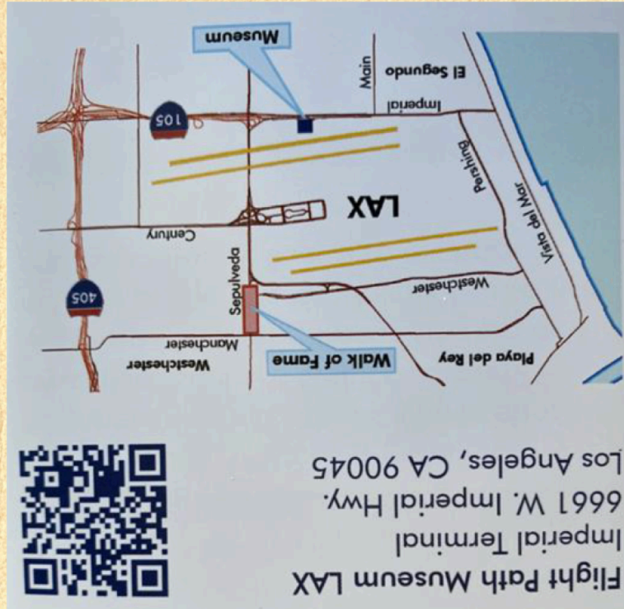 Flight Path Museum LAX
Imperial Terminal
6661 W. Imperial Hwy.
Los Angeles, CA 90045
Playa del Rey
Walk of Fame
Westchester
Manchester
Westchester
Sepulveda
405
Vista del Mar
Pershing
LAX
Century
Imperial
105
El Segundo
Main
Museum